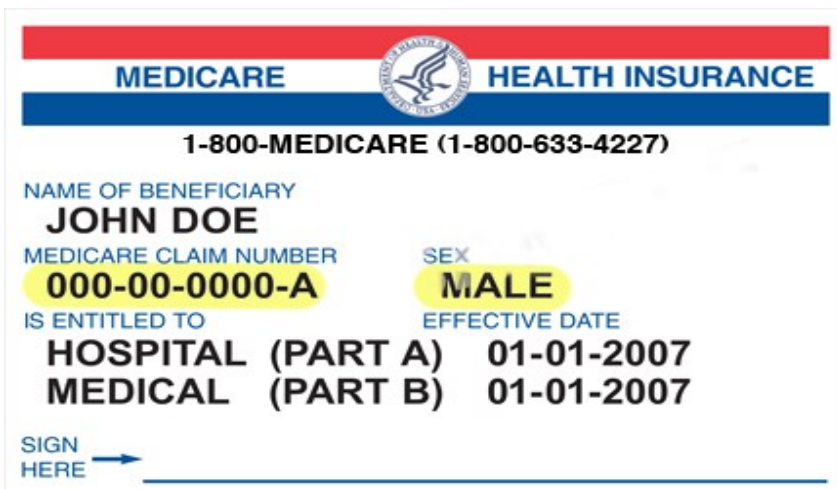 MEDICARE HEALTH INSURANCE
1-800-MEDICARE (1-800-633-4227)
NAME OF BENEFICIARY
JOHN DOE
MEDICARE CLAIM NUMBER SEX
000-00-0000-A MALE
IS ENTITLED TO EFFECTIVE DATE
HOSPITAL (PART A) 01-01-2007
MEDICAL (PART B) 01-01-2007
SIGN
HERE